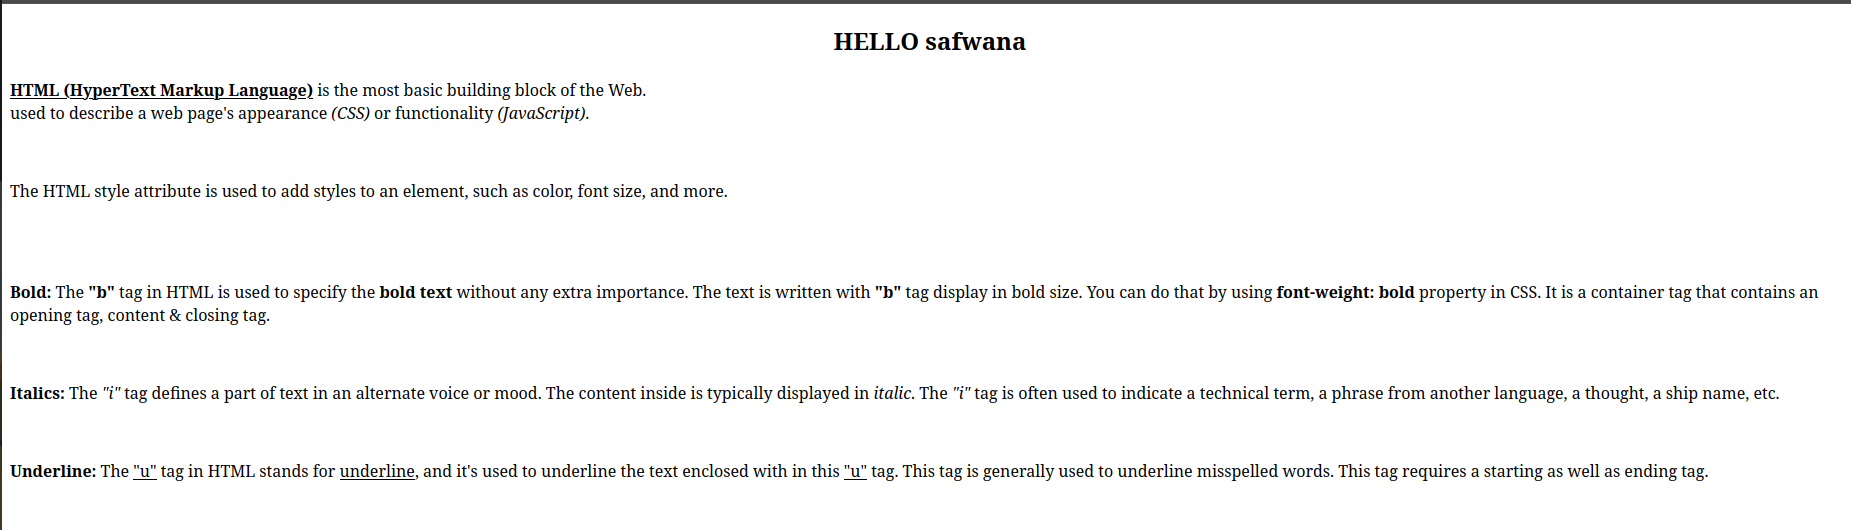 HELLO safwana
HTML (HyperText Markup Language) is the most basic building block of the Web.
used to describe a web page's appearance (CSS) or functionality (JavaScript).
The HTML style attribute is used to add styles to an element, such as color, font size, and more.
Bold: The "b" tag in HTML is used to specify the bold text without any extra importance. The text is written with "b" tag display in bold size. You can do that by using font-weight: bold property in CSS. It is a container tag that contains an
opening tag, content & closing tag.
Italics: The "i" tag defines a part of text in an alternate voice or mood. The content inside is typically displayed in italic. The "i" tag is often used to indicate a technical term, a phrase from another language, a thought, a ship name, etc.
Underline: The "u" tag in HTML stands for underline, and it's used to underline the text enclosed with in this "u" tag. This tag is generally used to underline misspelled words. This tag requires a starting as well as ending tag.